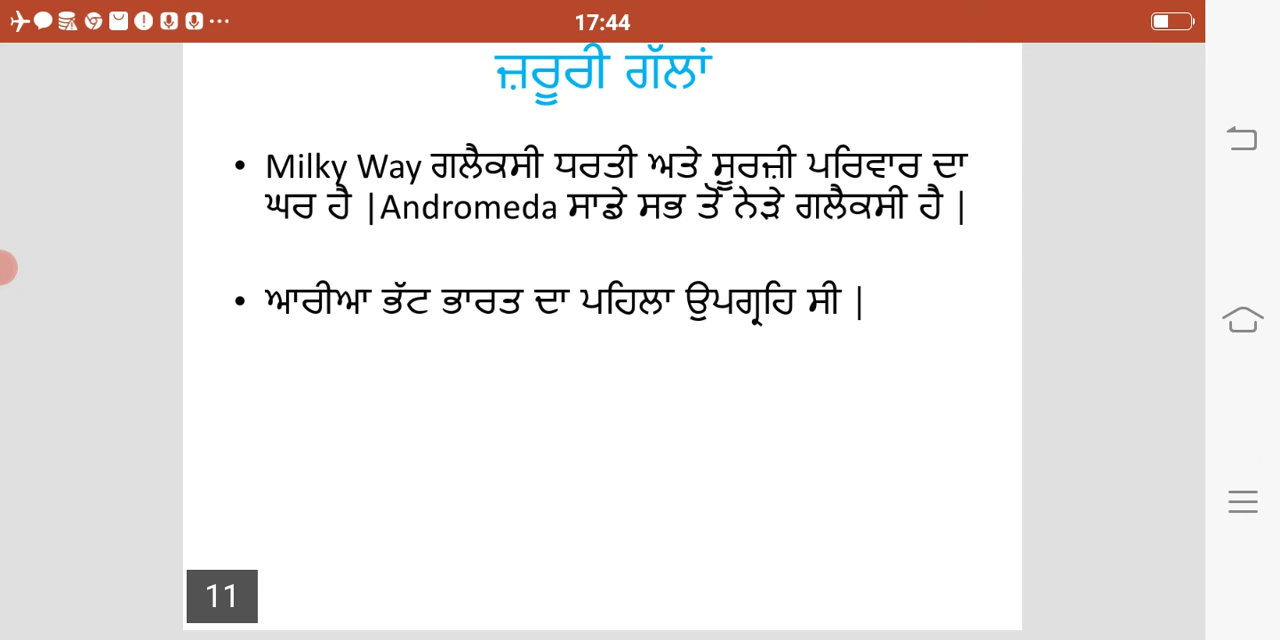 17:44
ਜ਼ਰੂਰੀ ਗੱਲਾਂ
• Milky Way ਗਲੈਕਸੀ ਧਰਤੀ ਅਤੇ ਸੂਰਜ਼ੀ ਪਰਿਵਾਰ ਦਾ
ਘਰ ਹੈ |Andromeda ਸਾਡੇ ਸਭ ਤੋਂ ਨੇੜੇ ਗਲੈਕਸੀ ਹੈ |
• ਆਰੀਆ ਭੱਟ ਭਾਰਤ ਦਾ ਪਹਿਲਾ ਉਪਗ੍ਰਹਿ ਸੀ |
11